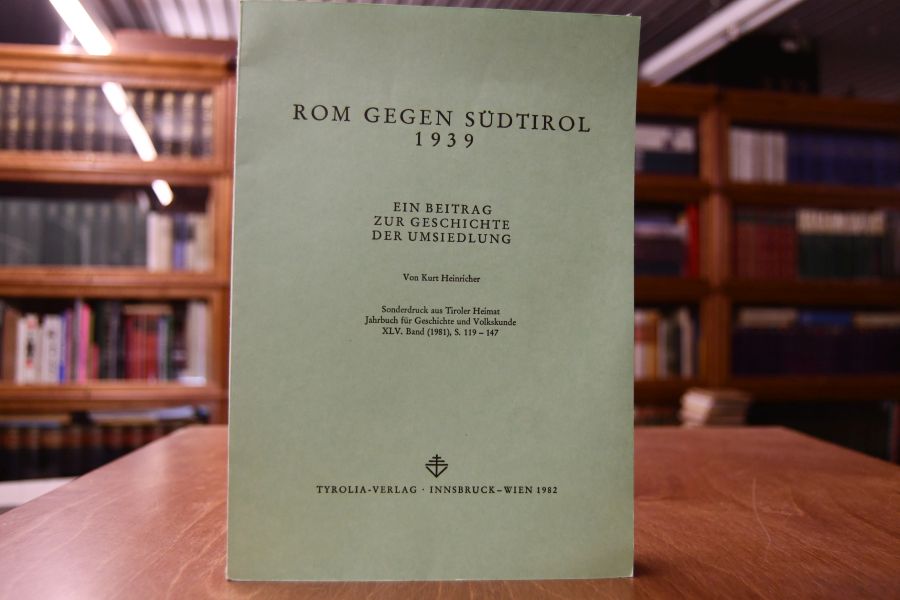 ROM GEGEN SÜDTIROL
1939
EIN BEITRAG
ZUR GESCHICHTE
DER UMSIEDLUNG
Von Kurt Heinricher
Sonderdruck aus Tiroler Heimat
Jahrbuch für Geschichte und Volkskunde
XLV. Band (1981), S. 119 – 147
TYROLIA-VERLAG · INNSBRUCK – WIEN 1982